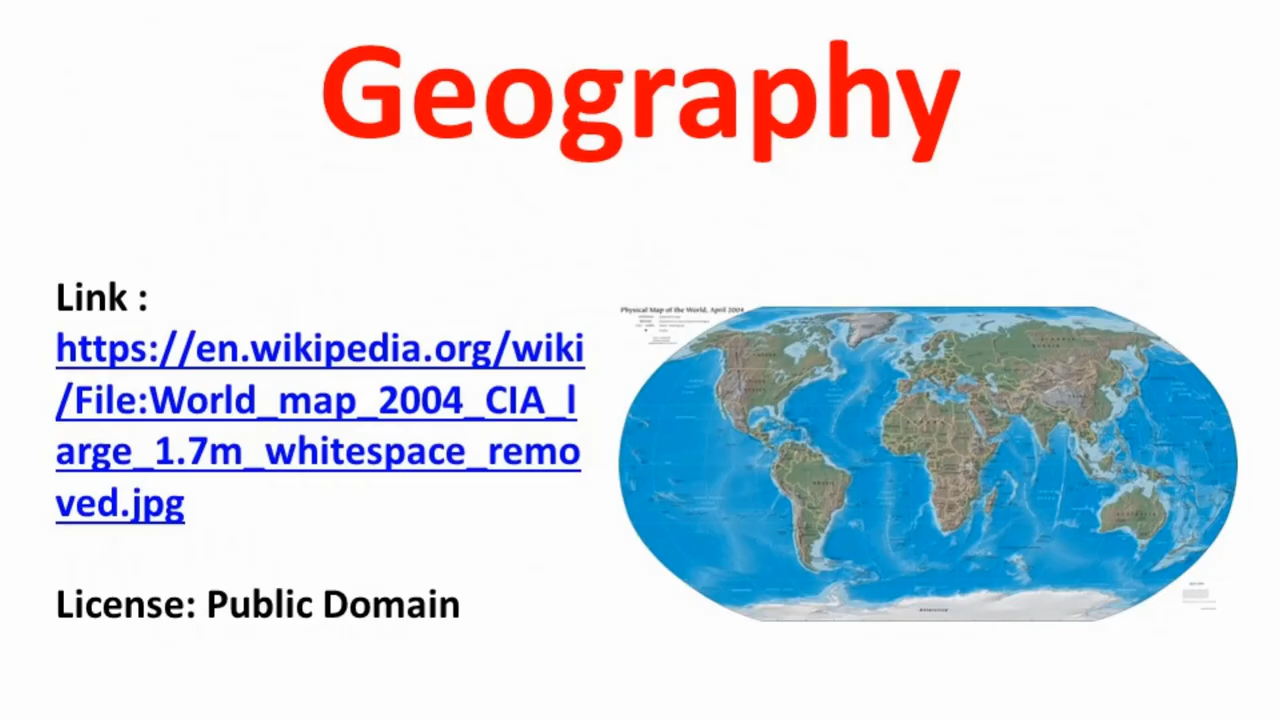 Geography
Link :
https://en.wikipedia.org/wiki
/File:World_map_2004_CIA_l
arge_1.7m_whitespace_remo
ved.jpg
License: Public Domain
Physical Map of the World, April 2004